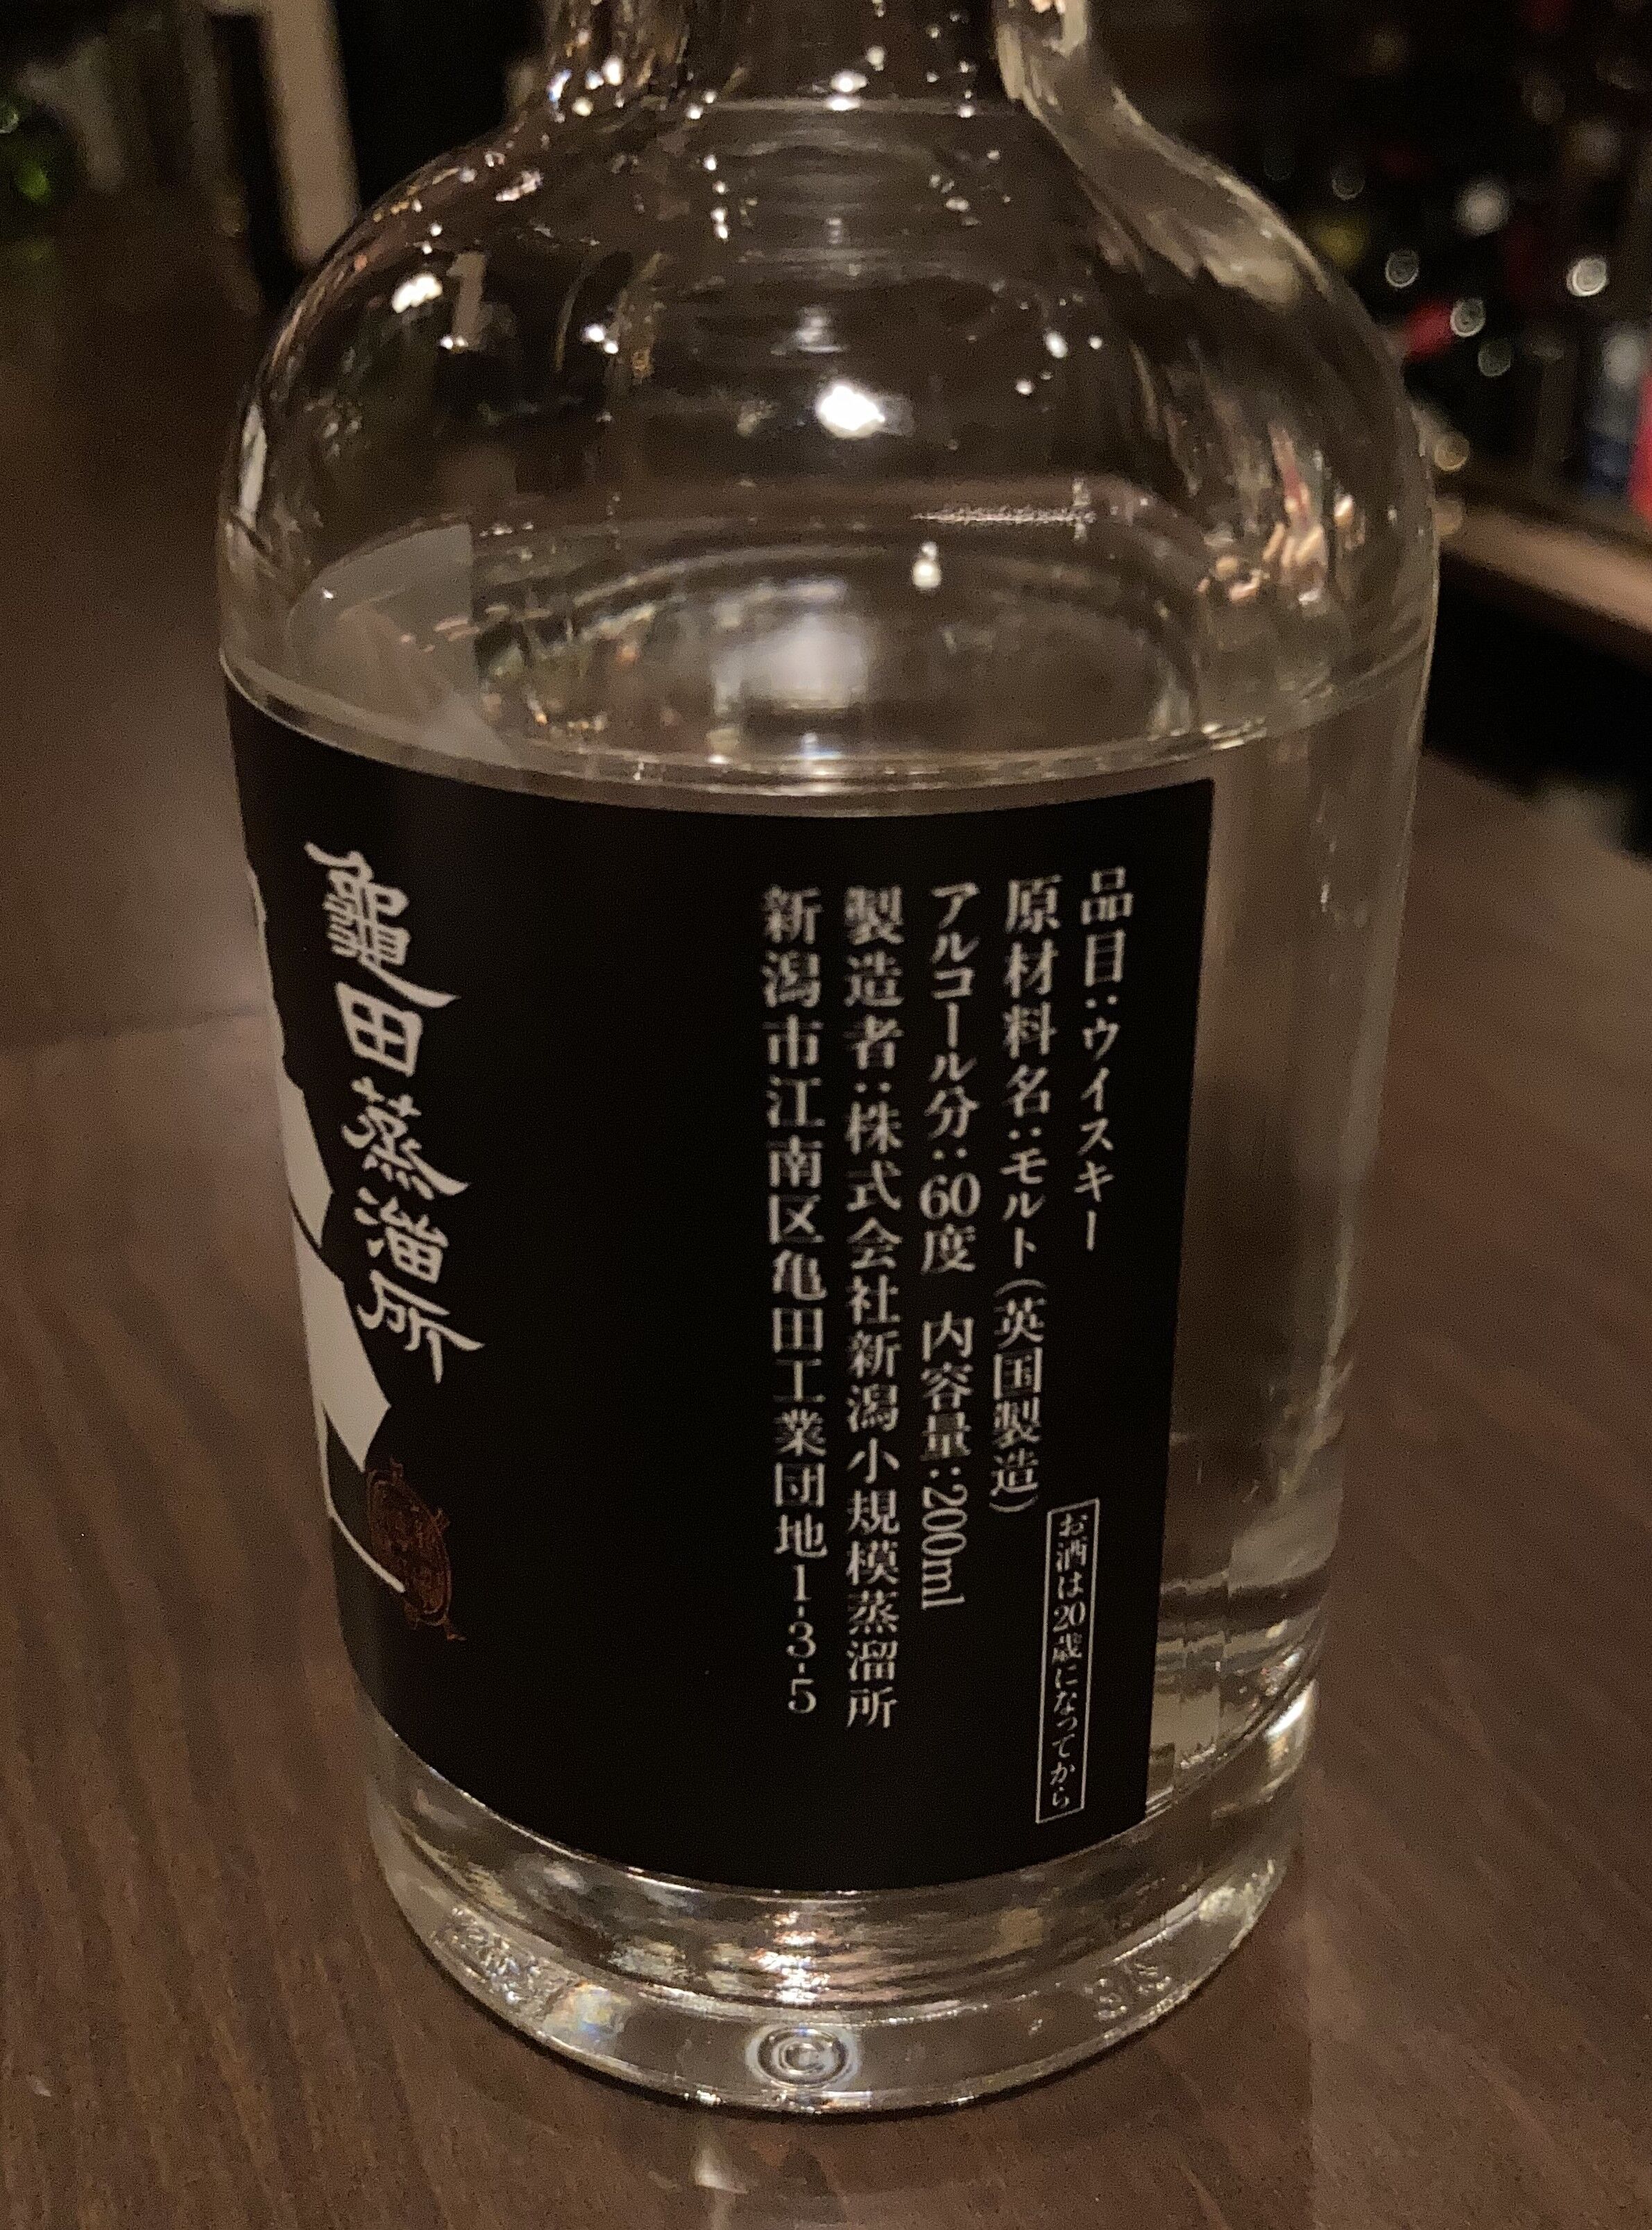 品目：ウイスキー
原材料名：モルト（英国製造）
アルコール分：60度　内容量：200ml
製造者：株式会社新潟小規模蒸溜所
新潟市江南区亀田工業団地1-3-5
お酒は20歳になってから
龜田蒸溜所
©